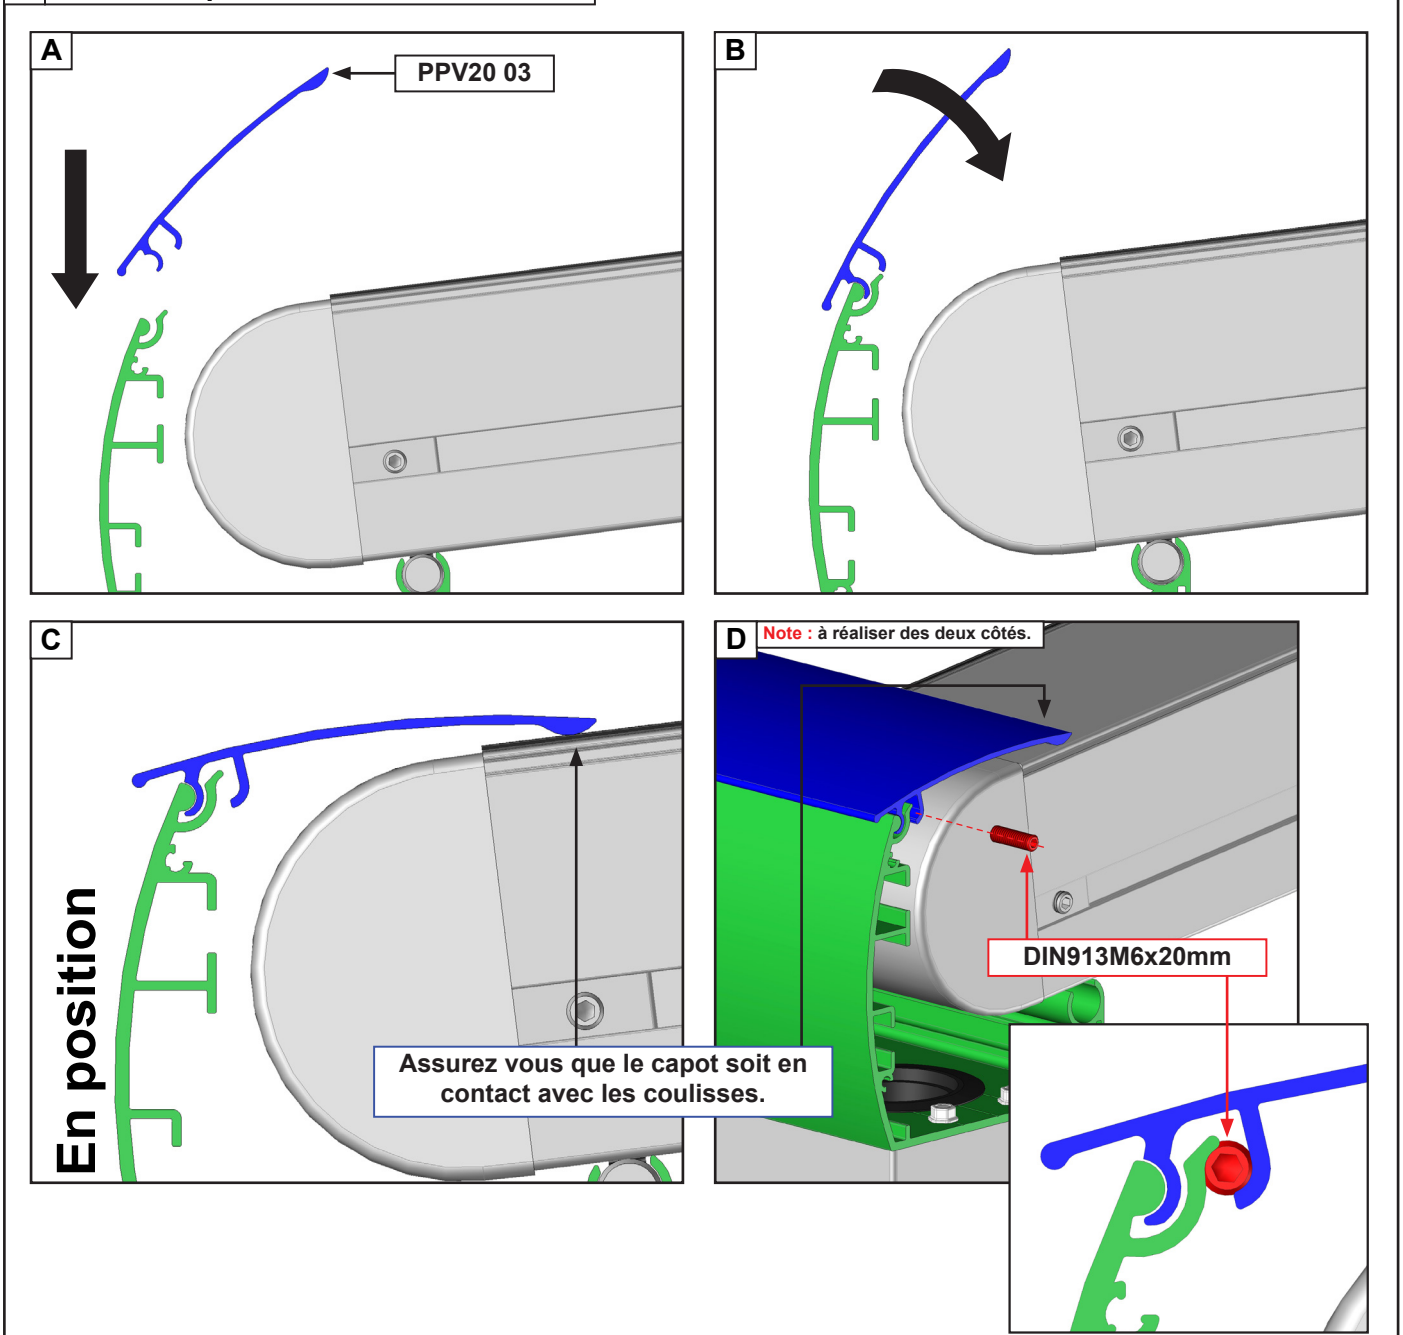 A
PPV20 03
B
C
En position
Assurez vous que le capot soit en
contact avec les coulisses.
D
Note : à réaliser des deux côtés.
DIN913M6x20mm